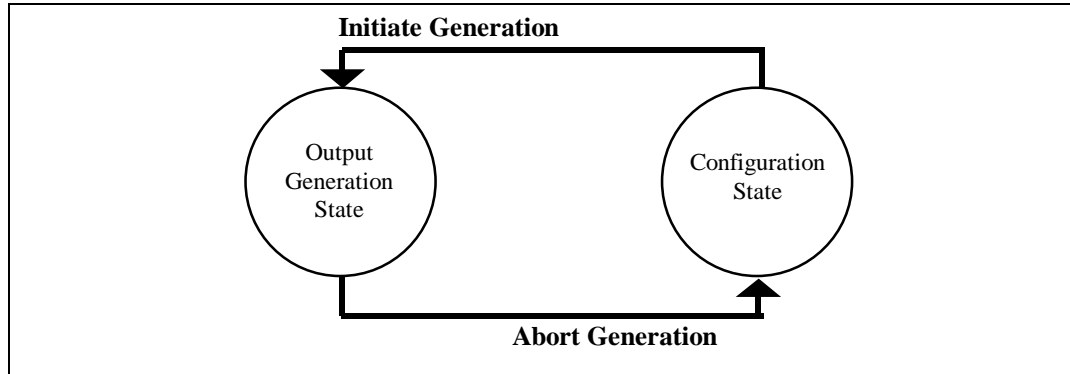 Initiate Generation
Output
Generation
State
Configuration
State
Abort Generation